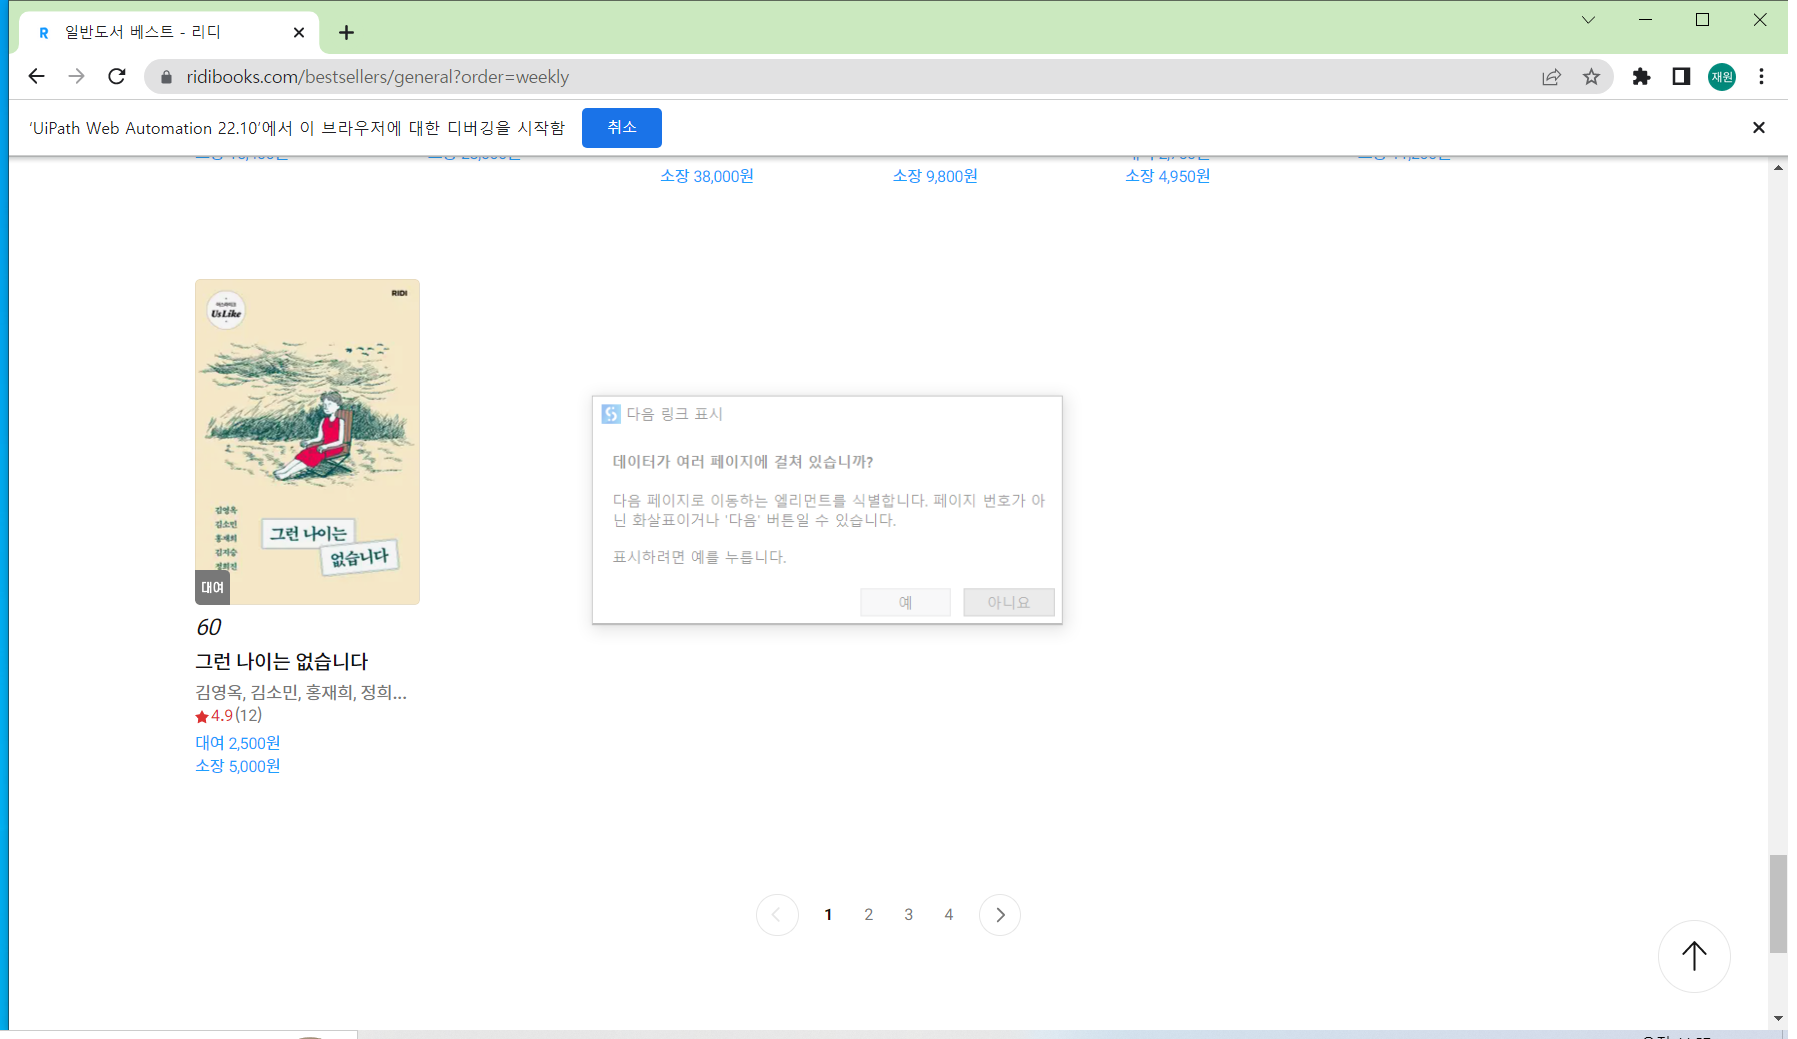 일반도서 베스트 - 리디
ridibooks.com/bestsellers/general?order=weekly
재원
'UiPath Web Automation 22.10'에서 이 브라우저에 대한 디버깅을 시작함
취소
소장 38,000원
소장 9,800원
소장 4,950원
RIDI
UsLike
김영옥
김소민
홍재희
김지승
정희진
그런 나이는
없습니다
대여
60
그런 나이는 없습니다
김영옥, 김소민, 홍재희, 정희...
4.9(12)
대여 2,500원
소장 5,000원
다음 링크 표시
데이터가 여러 페이지에 걸쳐 있습니까?
다음 페이지로 이동하는 엘리먼트를 식별합니다. 페이지 번호가 아
닌 화살표이거나 '다음' 버튼일 수 있습니다.
표시하려면 예를 누릅니다.
예
아니요
1 2 3 4